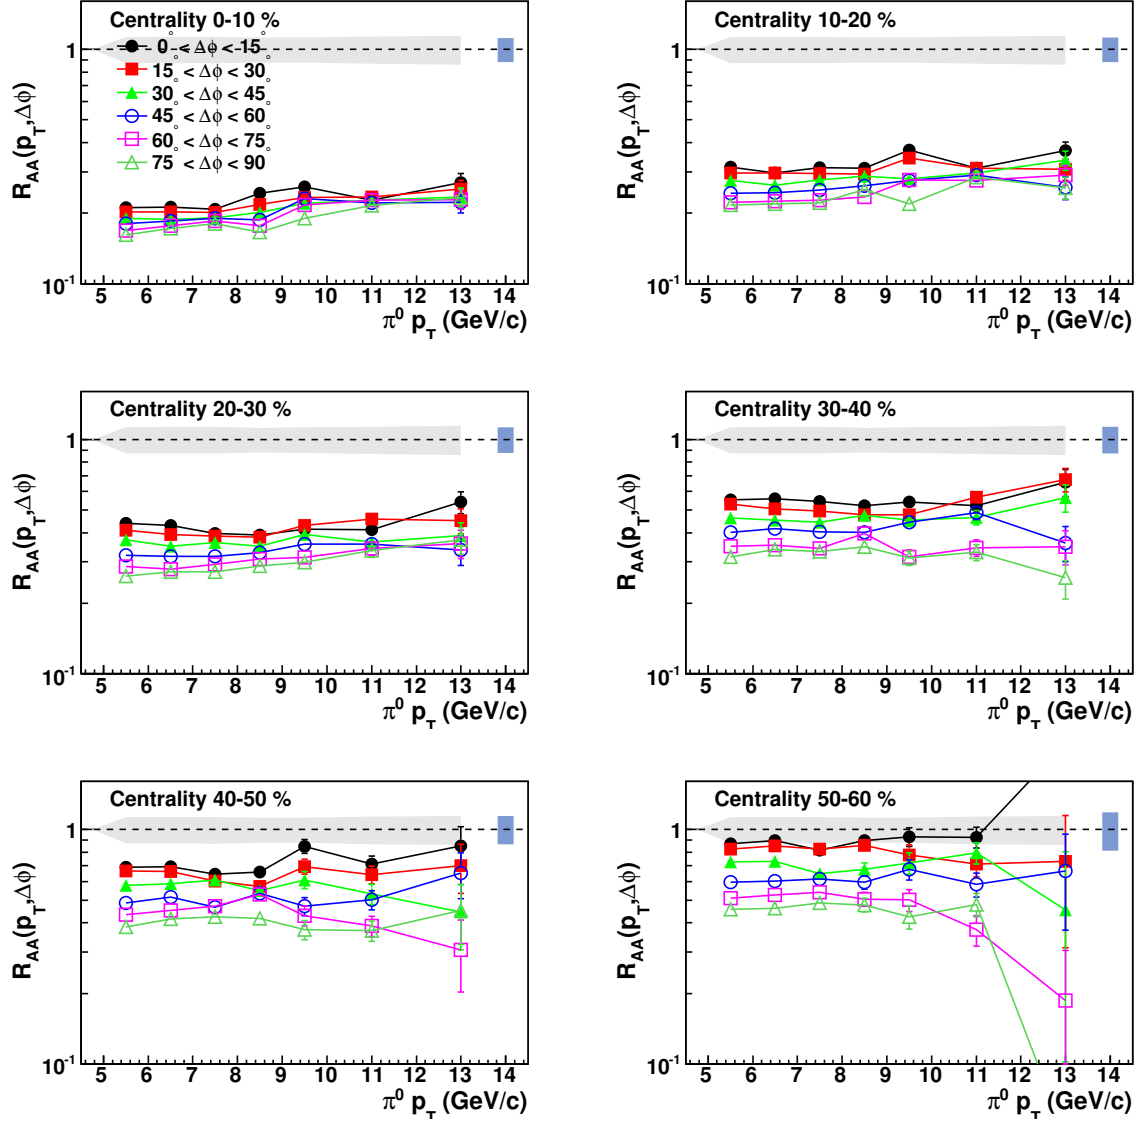 Centrality 0-10 %
0° < Δϕ < 15°
15° < Δϕ < 30°
30° < Δϕ < 45°
45° < Δϕ < 60°
60° < Δϕ < 75°
75° < Δϕ < 90°
1
10⁻¹
R_AA(p_T,Δϕ)
5 6 7 8 9 10 11 12 13 14
π⁰ p_T (GeV/c)
Centrality 10-20 %
1
10⁻¹
R_AA(p_T,Δϕ)
5 6 7 8 9 10 11 12 13 14
π⁰ p_T (GeV/c)
Centrality 20-30 %
1
10⁻¹
R_AA(p_T,Δϕ)
5 6 7 8 9 10 11 12 13 14
π⁰ p_T (GeV/c)
Centrality 30-40 %
1
10⁻¹
R_AA(p_T,Δϕ)
5 6 7 8 9 10 11 12 13 14
π⁰ p_T (GeV/c)
Centrality 40-50 %
1
10⁻¹
R_AA(p_T,Δϕ)
5 6 7 8 9 10 11 12 13 14
π⁰ p_T (GeV/c)
Centrality 50-60 %
1
10⁻¹
R_AA(p_T,Δϕ)
5 6 7 8 9 10 11 12 13 14
π⁰ p_T (GeV/c)